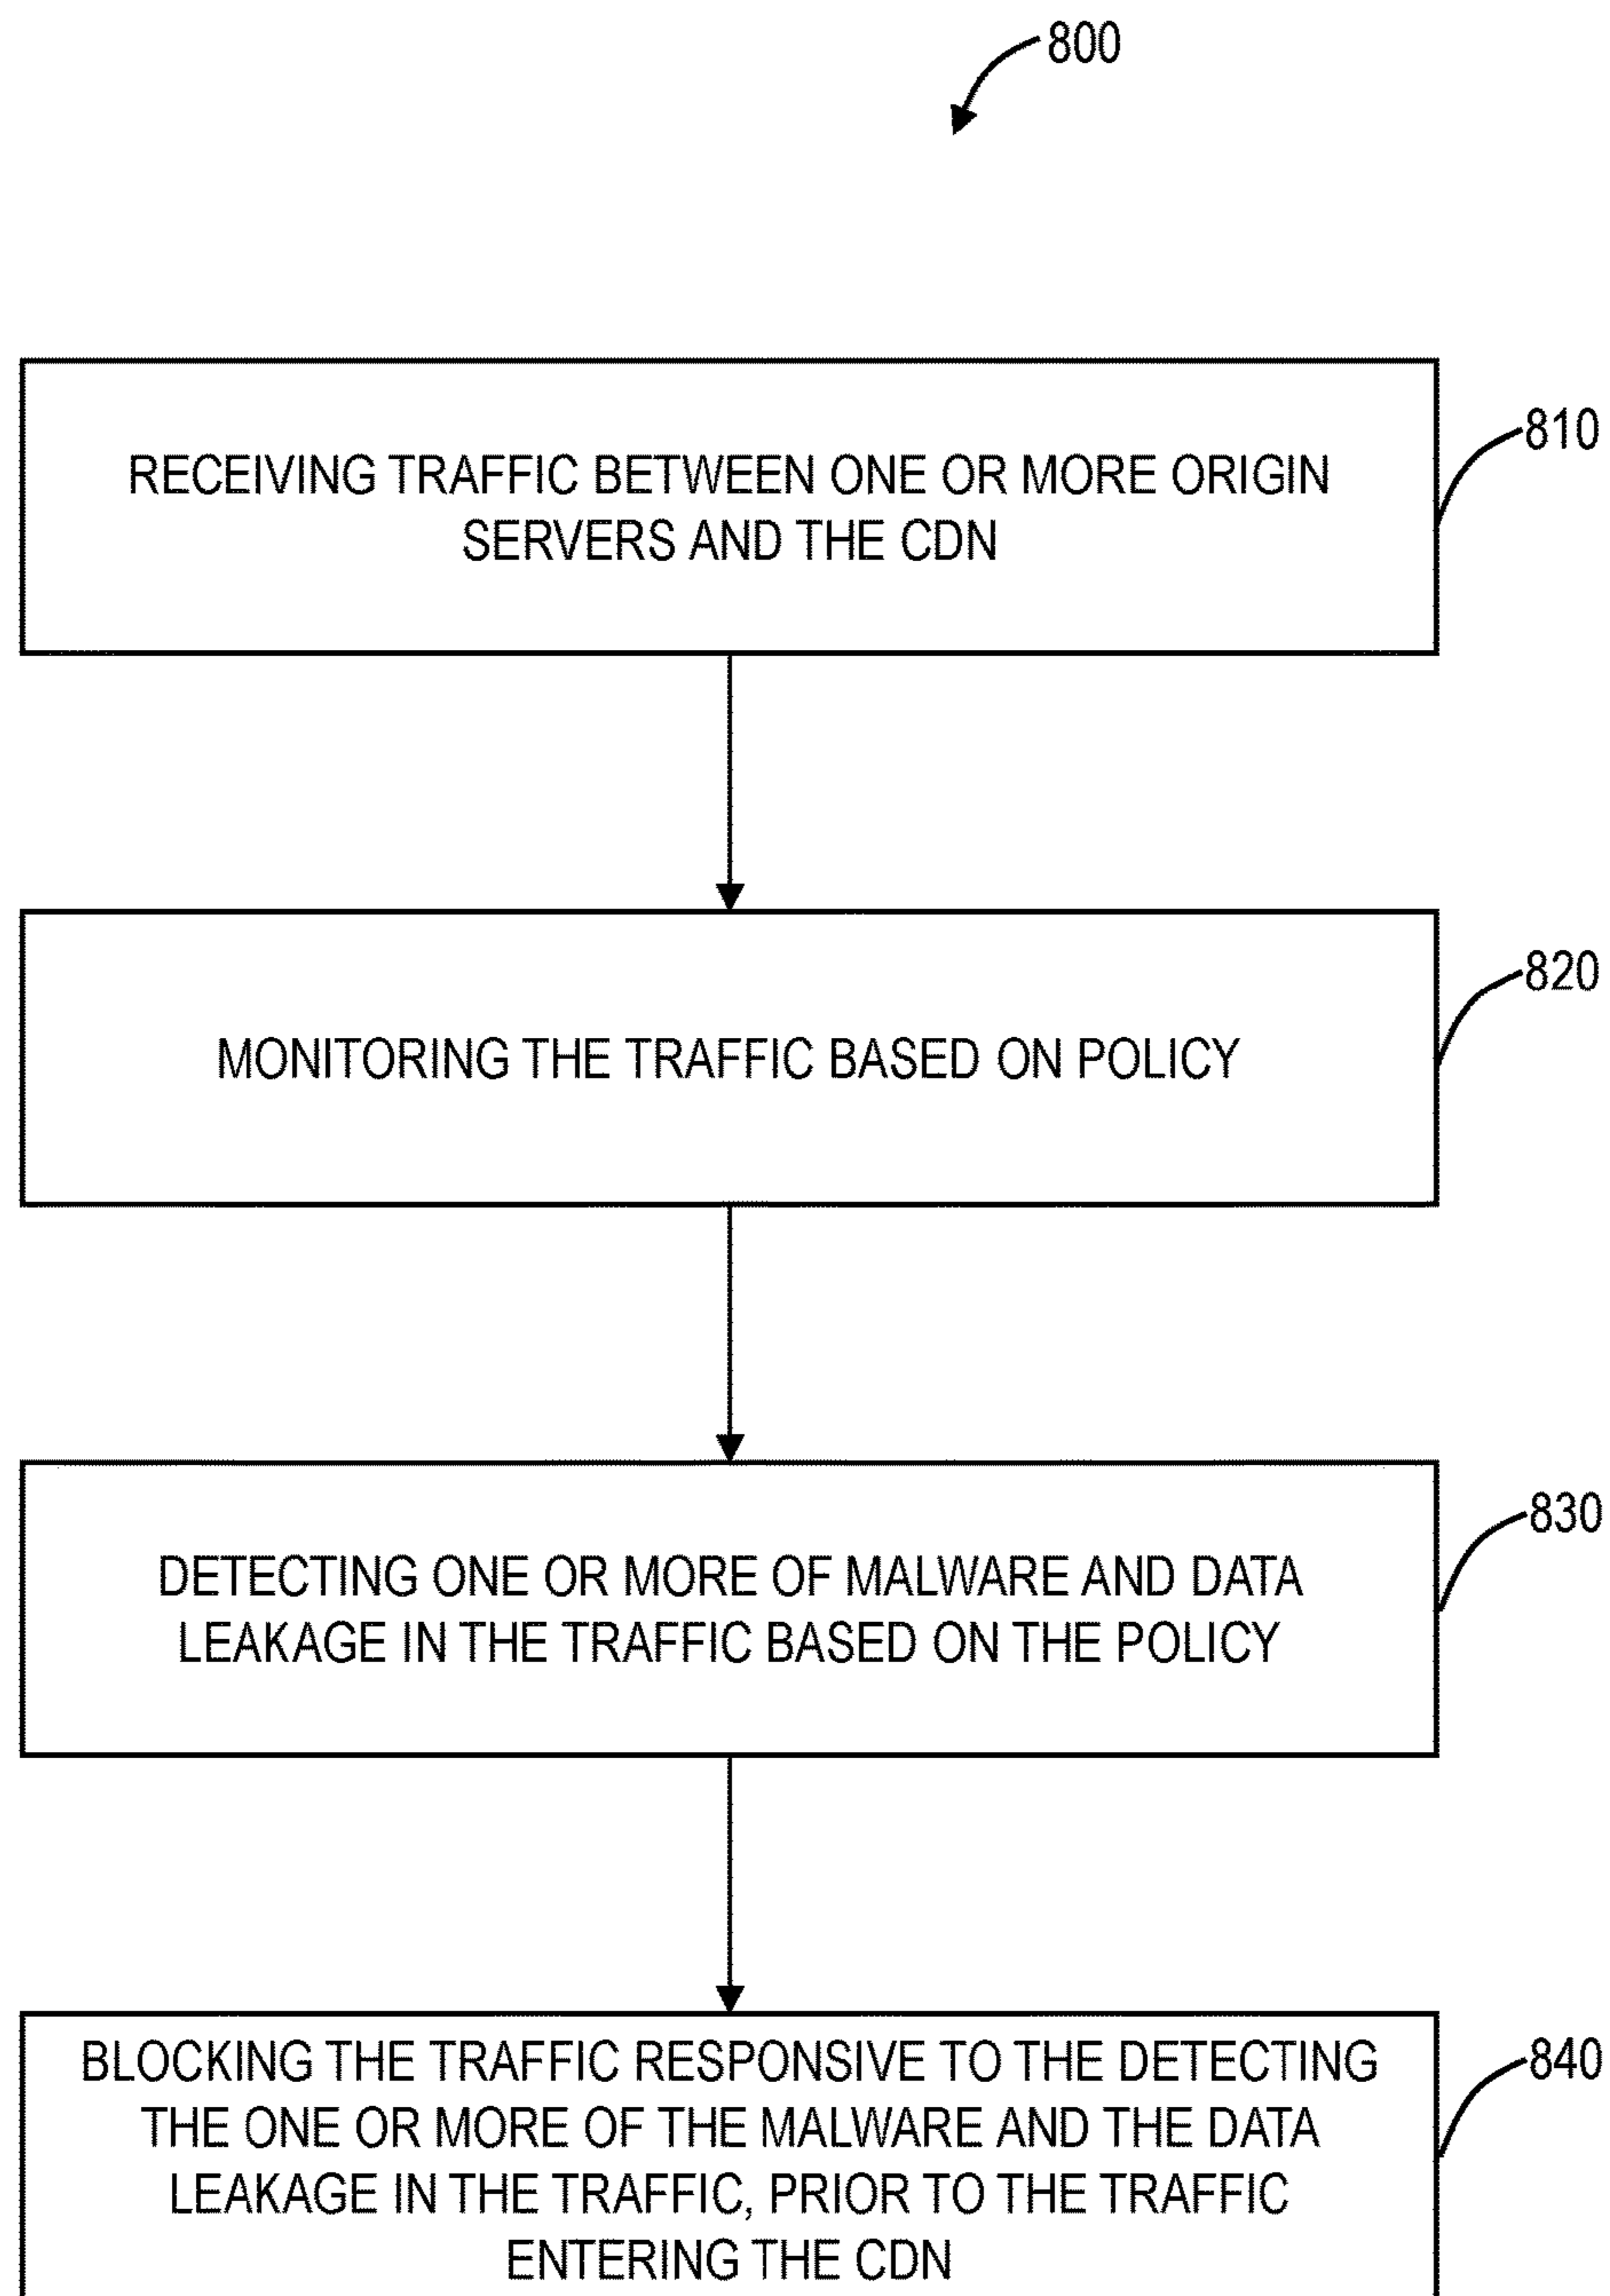 800
RECEIVING TRAFFIC BETWEEN ONE OR MORE ORIGIN
SERVERS AND THE CDN
810
MONITORING THE TRAFFIC BASED ON POLICY
820
DETECTING ONE OR MORE OF MALWARE AND DATA
LEAKAGE IN THE TRAFFIC BASED ON THE POLICY
830
BLOCKING THE TRAFFIC RESPONSIVE TO THE DETECTING
THE ONE OR MORE OF THE MALWARE AND THE DATA
LEAKAGE IN THE TRAFFIC, PRIOR TO THE TRAFFIC
ENTERING THE CDN
840